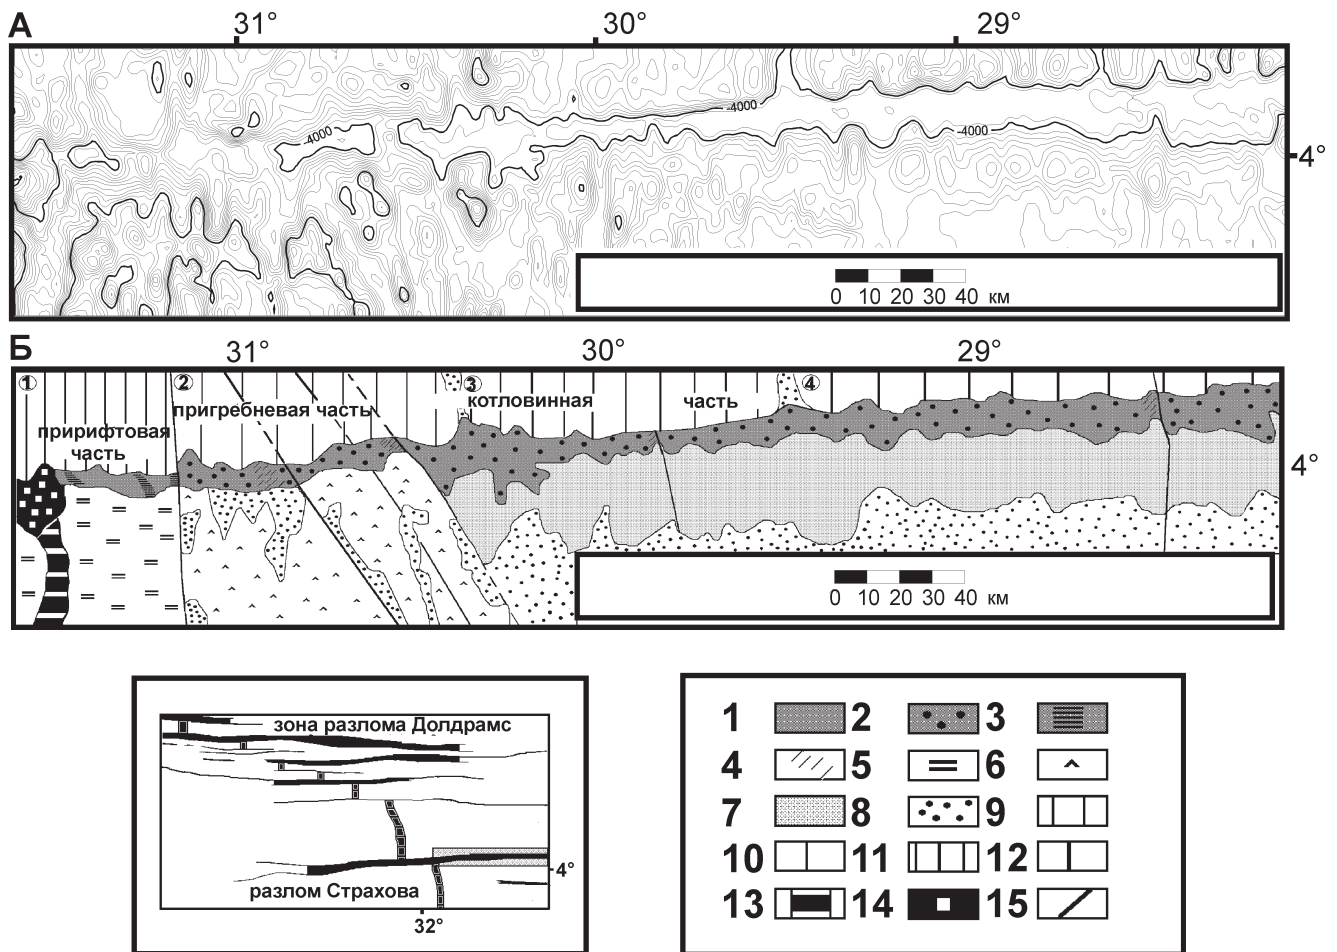 А
31° 30° 29°
-4000 -4000 -4000
4°
0 10 20 30 40 км
Б
31° 30° 29°
1 2 3 4
пригребневая часть котловинная часть
пририфтовая
часть
4°
0 10 20 30 40 км
зона разлома Долдрамс
4°
разлом Страхова
32°
1 2 3
4 5 6
7 8 9
10 11 12
13 14 15